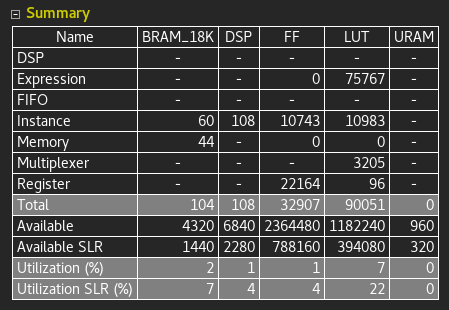 Summary
Name BRAM_18K DSP FF LUT URAM
DSP - - - - -
Expression - - 0 75767 -
FIFO - - - - -
Instance 60 108 10743 10983 -
Memory 44 - 0 0 -
Multiplexer - - - 3205 -
Register - - 22164 96 -
Total 104 108 32907 90051 0
Available 4320 6840 2364480 1182240 960
Available SLR 1440 2280 788160 394080 320
Utilization (%) 2 1 1 7 0
Utilization SLR (%) 7 4 4 22 0